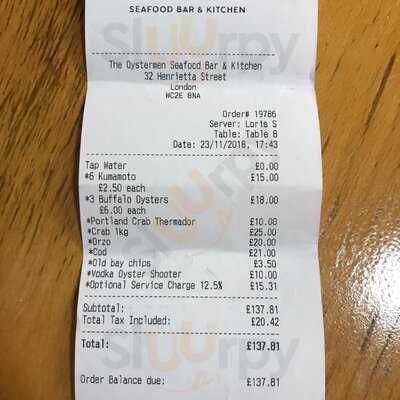 SEAFOOD BAR & KITCHEN
The Oystermen Seafood Bar & Kitchen
32 Henrietta Street
London
WC2E 8NA
Order# 19786
Server: Loris S
Table: Table 8
Date: 23/11/2018, 17:43
Tap Water £0.00
*6 Kumamoto £15.00
£2.50 each
*3 Buffalo Oysters £18.00
£6.00 each
*Portland Crab Thermador £10.00
*Crab 1kg £25.00
*Orzo £20.00
*Cod £21.00
*Old bay chips £3.50
*Vodka Oyster Shooter £10.00
*Optional Service Charge 12.5% £15.31
Subtotal: £137.81
Total Tax Included: £20.42
Total: £137.81
Order Balance due: £137.81
Sluurpy
Sluurpy
Sluurpy